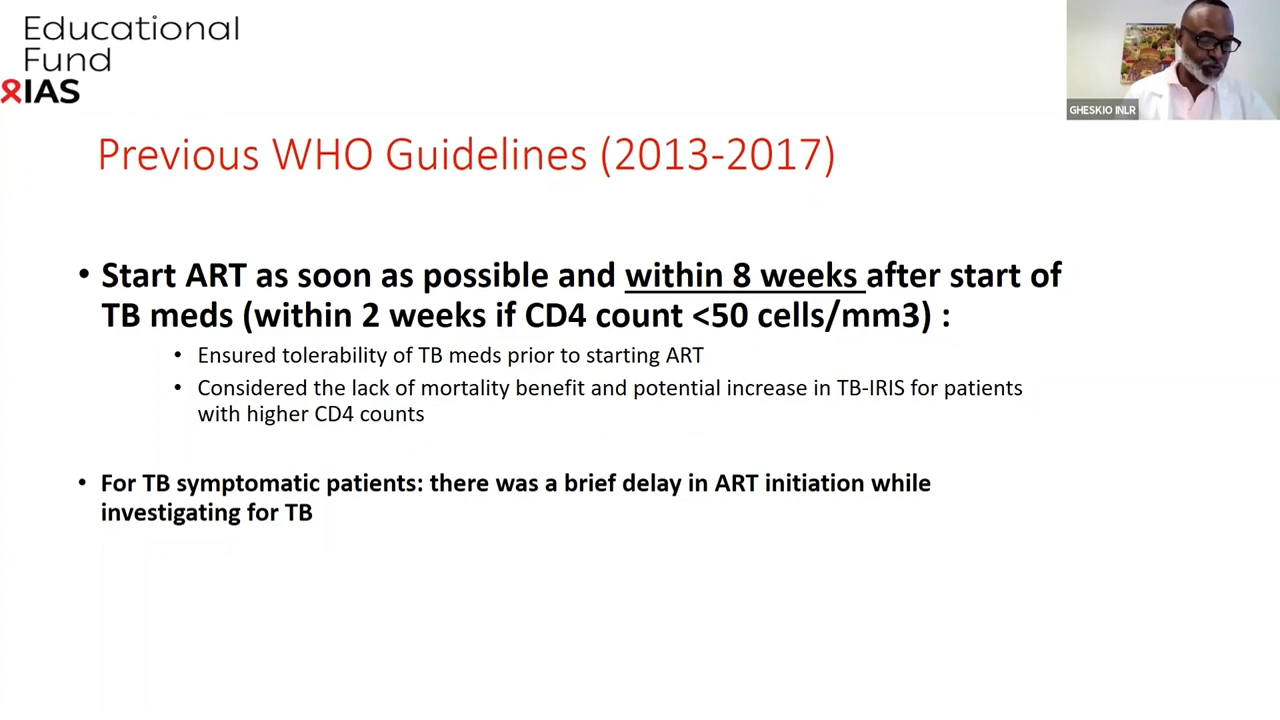 Educational
Fund
IAS
GHESKIO INLR
Previous WHO Guidelines (2013-2017)
• Start ART as soon as possible and within 8 weeks after start of
TB meds (within 2 weeks if CD4 count <50 cells/mm3) :
• Ensured tolerability of TB meds prior to starting ART
• Considered the lack of mortality benefit and potential increase in TB-IRIS for patients
with higher CD4 counts
• For TB symptomatic patients: there was a brief delay in ART initiation while
investigating for TB